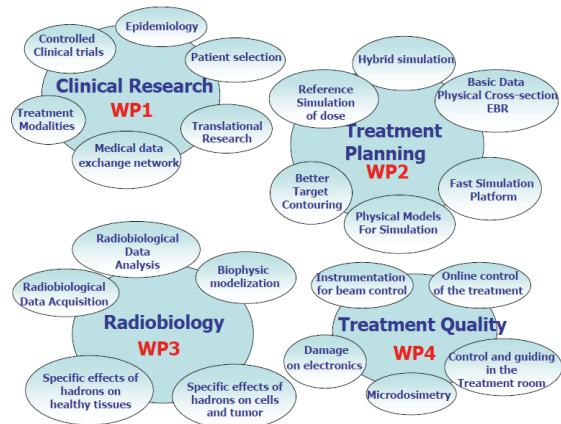 Epidemiology
Controlled
Clinical trials
Patient selection
Clinical Research
WP1
Treatment
Modalities
Translational
Research
Medical data
exchange network
Hybrid simulation
Reference
Simulation
of dose
Basic Data
Physical Cross-section
EBR
Treatment
Planning
WP2
Better
Target
Contouring
Fast Simulation
Platform
Physical Models
For Simulation
Radiobiological
Data
Analysis
Biophysic
modelization
Radiobiological
Data Acquisition
Radiobiology
WP3
Specific effects of
hadrons on
healthy tissues
Specific effects of
hadrons on cells
and tumor
Instrumentation
for beam control
Online control
of the treatment
Treatment Quality
WP4
Damage
on electronics
Control and guiding
in the
Treatment room
Microdosimetry